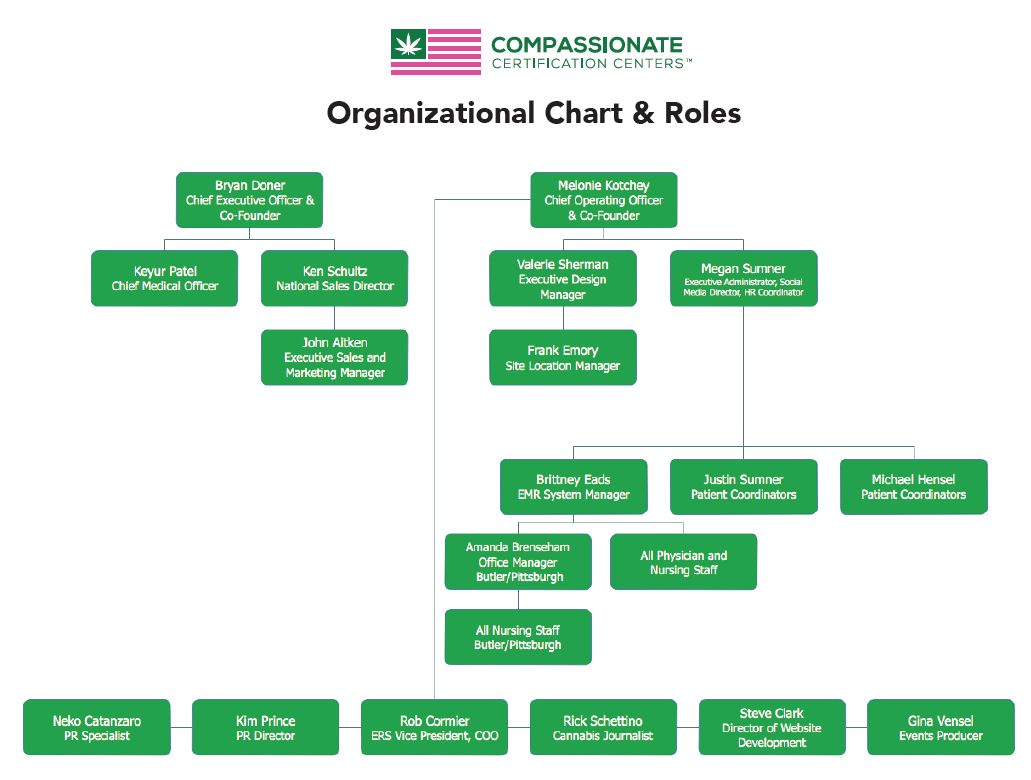 COMPASSIONATE
CERTIFICATION CENTERS™
Organizational Chart & Roles
Bryan Doner
Chief Executive Officer &
Co-Founder
Melonie Kotchey
Chief Operating Officer
& Co-Founder
Keyur Patel
Chief Medical Officer
Ken Schultz
National Sales Director
Valerie Sherman
Executive Design
Manager
Megan Sumner
Executive Administrator, Social
Media Director, HR Coordinator
John Aitken
Executive Sales and
Marketing Manager
Frank Emory
Site Location Manager
Brittney Eads
EMR System Manager
Justin Sumner
Patient Coordinators
Michael Hensel
Patient Coordinators
Amanda Brenseham
Office Manager
Butler/Pittsburgh
All Physician and
Nursing Staff
All Nursing Staff
Butler/Pittsburgh
Neko Catanzaro
PR Specialist
Kim Prince
PR Director
Rob Cormier
ERS Vice President, COO
Rick Schettino
Cannabis Journalist
Steve Clark
Director of Website
Development
Gina Vensel
Events Producer